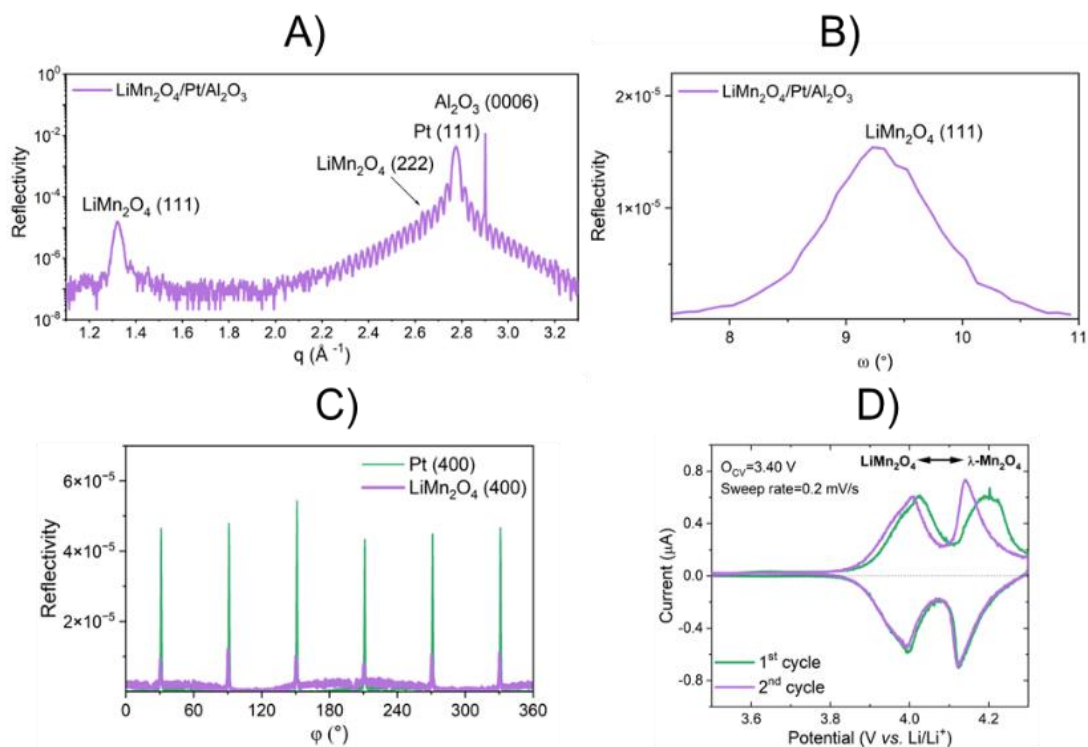 A)
LiMn₂O₄/Pt/Al₂O₃
Al₂O₃ (0006)
Pt (111)
LiMn₂O₄ (222)
LiMn₂O₄ (111)
Reflectivity
10⁰
10⁻²
10⁻⁴
10⁻⁶
10⁻⁸
1.2 1.4 1.6 1.8 2.0 2.2 2.4 2.6 2.8 3.0 3.2
q (Å⁻¹)
B)
LiMn₂O₄/Pt/Al₂O₃
LiMn₂O₄ (111)
Reflectivity
2×10⁻⁵
1×10⁻⁵
8 9 10 11
ω (°)
C)
Pt (400)
LiMn₂O₄ (400)
Reflectivity
6×10⁻⁵
4×10⁻⁵
2×10⁻⁵
0 60 120 180 240 300 360
φ (°)
D)
LiMn₂O₄ ↔ λ-Mn₂O₄
O_CV=3.40 V
Sweep rate=0.2 mV/s
Current (μA)
0.8
0.4
0.0
-0.4
-0.8
1st cycle
2nd cycle
3.6 3.8 4.0 4.2
Potential (V vs. Li/Li⁺)